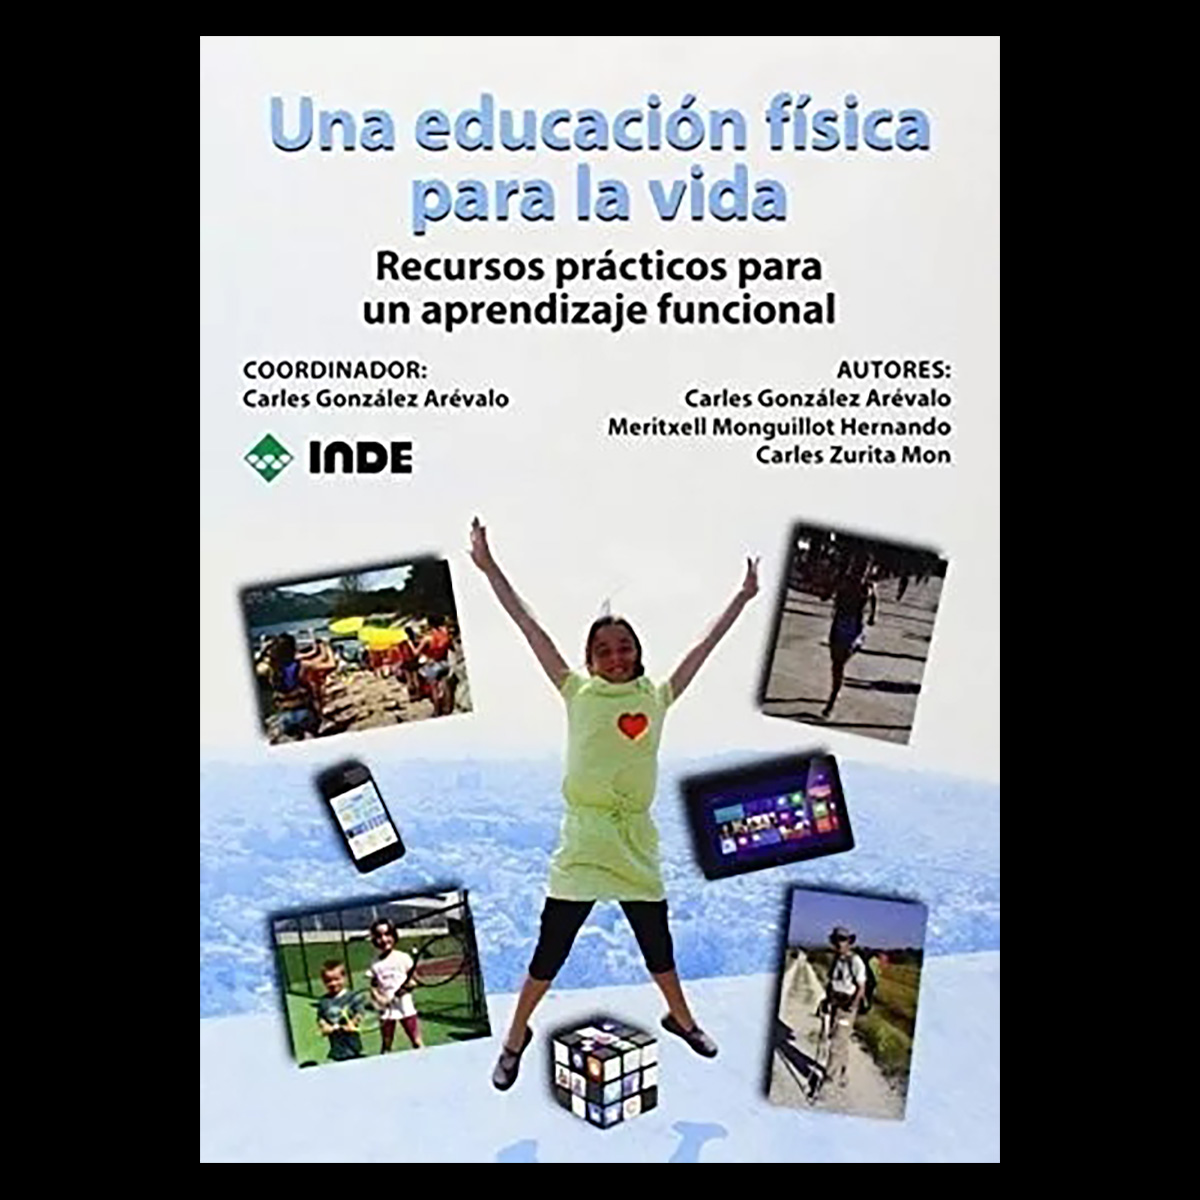 Una educación física
para la vida
Recursos prácticos para
un aprendizaje funcional
COORDINADOR:
Carles González Arévalo
INDE
AUTORES:
Carles González Arévalo
Meritxell Monguillot Hernando
Carles Zurita Mon